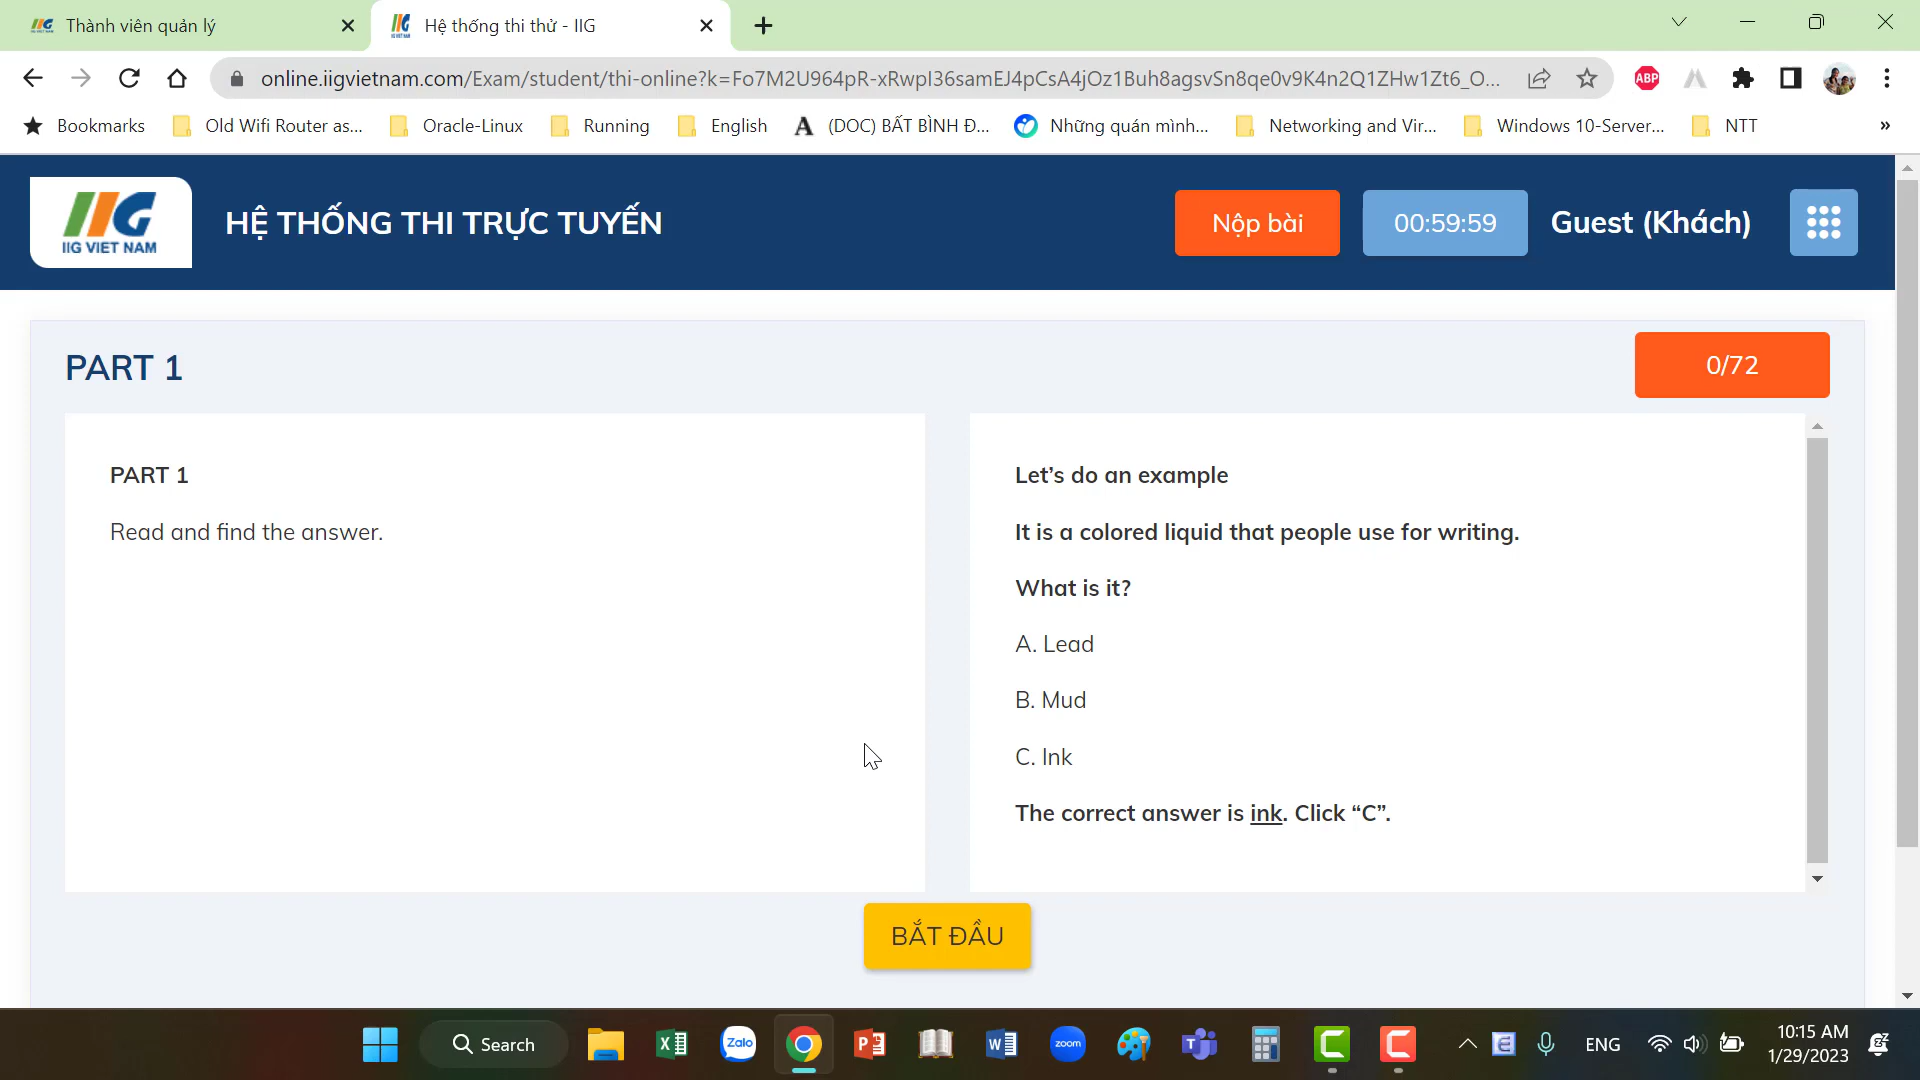 Thành viên quản lý
Hệ thống thi thử - IIG
online.iigvietnam.com/Exam/student/thi-online?k=Fo7M2U964pR-xRwpI36samEJ4pCsA4jOz1Buh8agsvSn8qe0v9K4n2Q1ZHw1Zt6_O...
ABP
Bookmarks
Old Wifi Router as...
Oracle-Linux
Running
English
(DOC) BẤT BÌNH Đ...
Những quán mình...
Networking and Vir...
Windows 10-Server...
NTT
IIG VIET NAM
HỆ THỐNG THI TRỰC TUYẾN
Nộp bài
00:59:59
Guest (Khách)
PART 1
0/72
PART 1
Read and find the answer.
Let's do an example
It is a colored liquid that people use for writing.
What is it?
A. Lead
B. Mud
C. Ink
The correct answer is ink. Click “C”.
BẮT ĐẦU
Search
Zalo
zoom
ENG
10:15 AM
1/29/2023